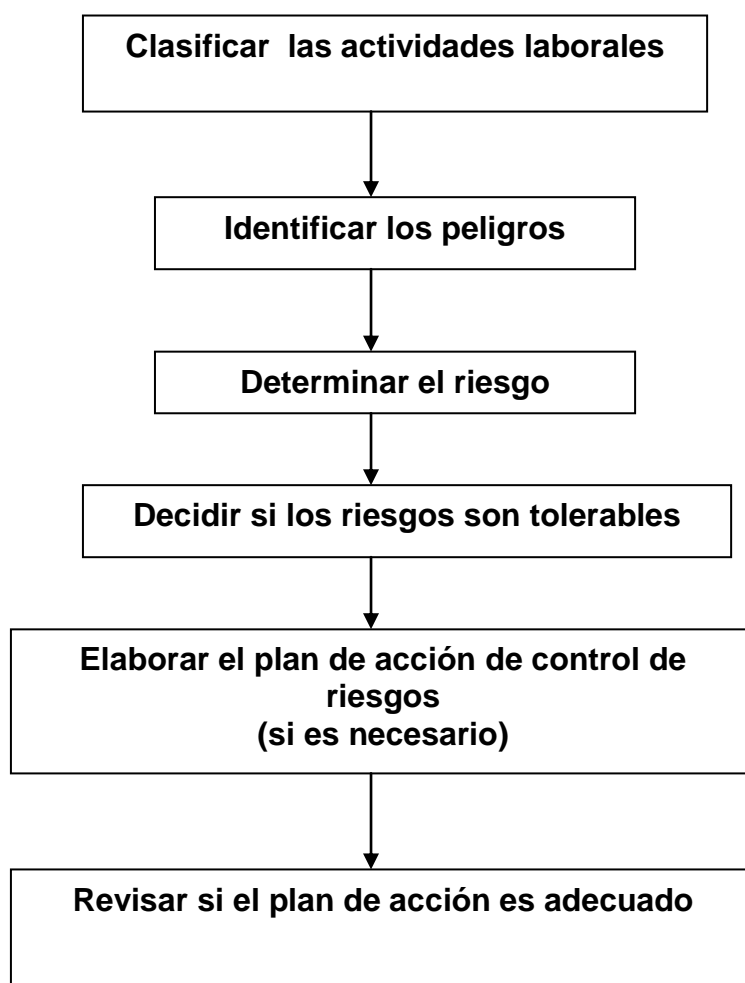 Clasificar  las actividades laborales
Identificar los peligros
Determinar el riesgo
Decidir si los riesgos son tolerables
Elaborar el plan de acción de control de
riesgos
(si es necesario)
Revisar si el plan de acción es adecuado